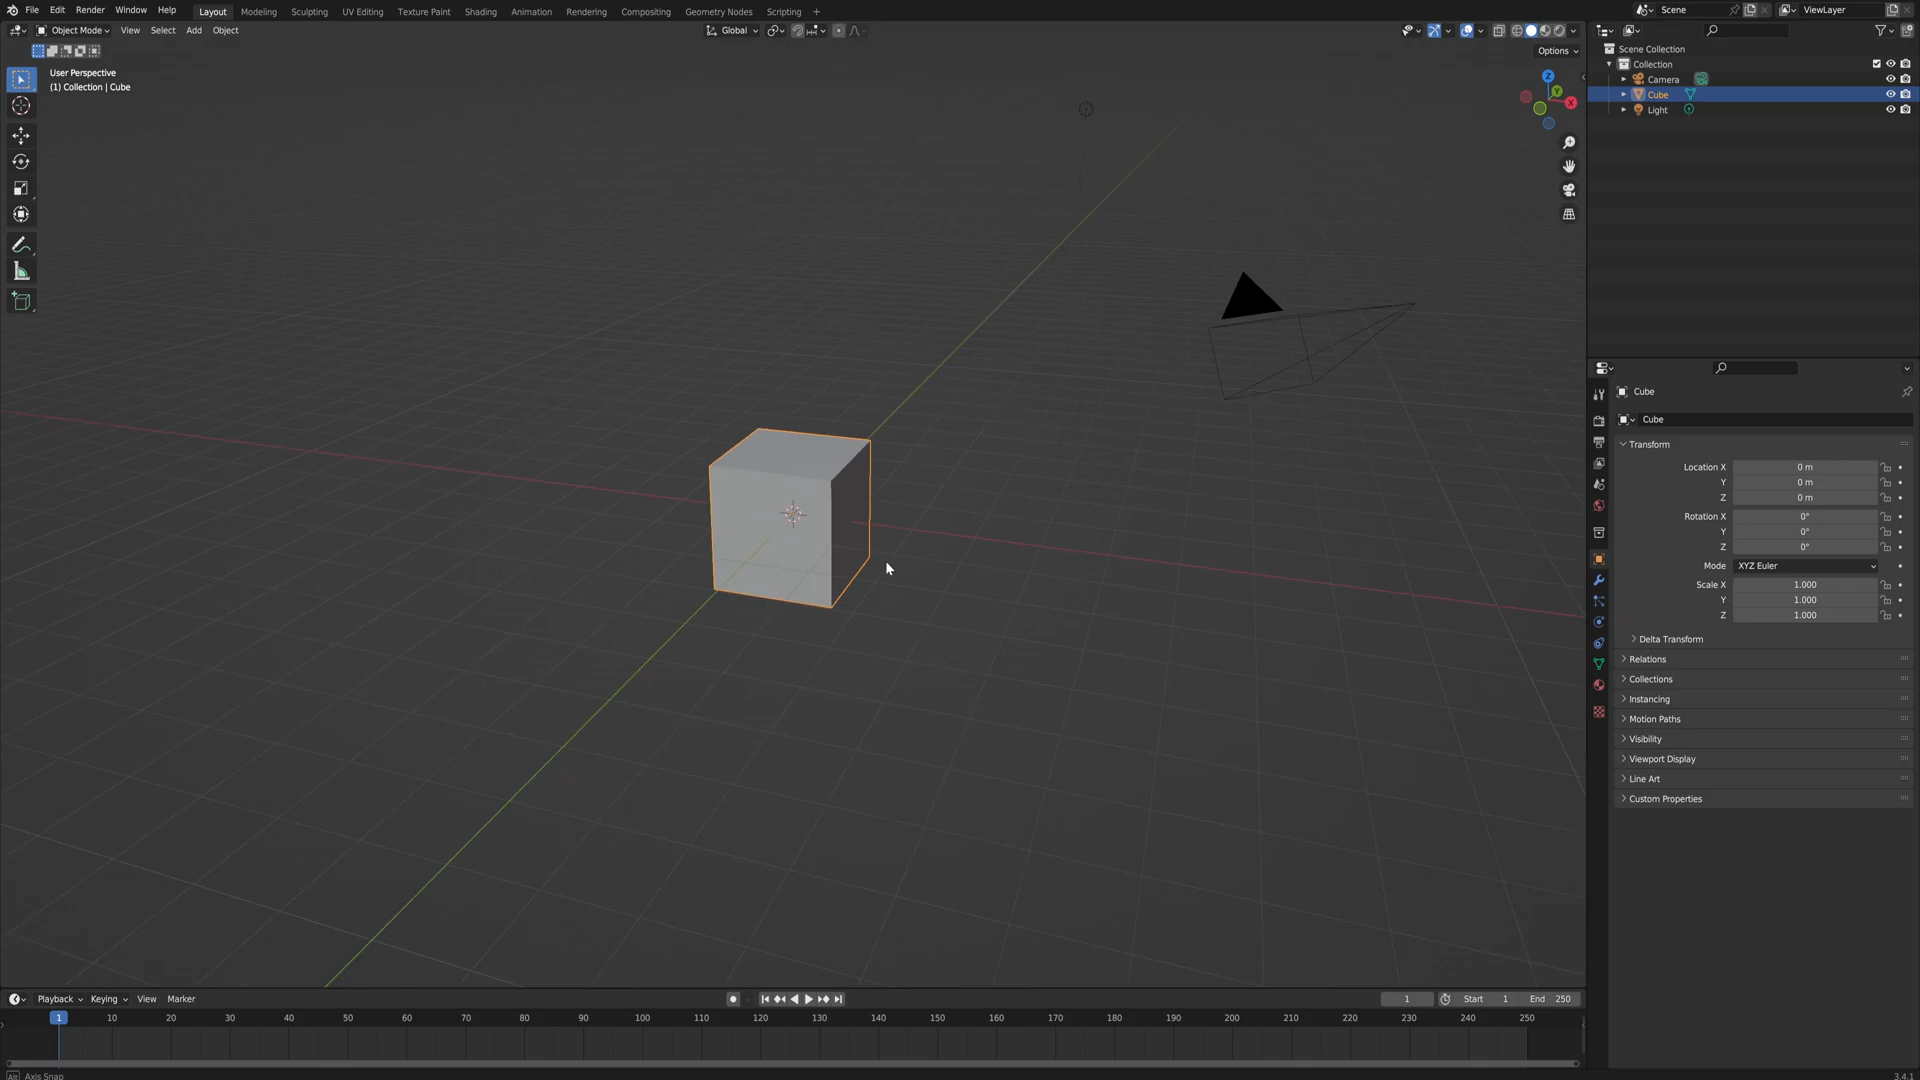 File Edit Render Window Help Layout Modeling Sculpting UV Editing Texture Paint Shading Animation Rendering Compositing Geometry Nodes Scripting + Scene ViewLayer
Object Mode View Select Add Object Global
Options
User Perspective
(1) Collection | Cube
Z
Y
X
Scene Collection
Collection
Camera
Cube
Light
Cube
Cube
Transform
Location X 0 m
Y 0 m
Z 0 m
Rotation X 0°
Y 0°
Z 0°
Mode XYZ Euler
Scale X 1.000
Y 1.000
Z 1.000
Delta Transform
Relations
Collections
Instancing
Motion Paths
Visibility
Viewport Display
Line Art
Custom Properties
Playback Keying View Marker 1 Start 1 End 250
1 10 20 30 40 50 60 70 80 90 100 110 120 130 140 150 160 170 180 190 200 210 220 230 240 250
Alt Axis Snap 3.4.1